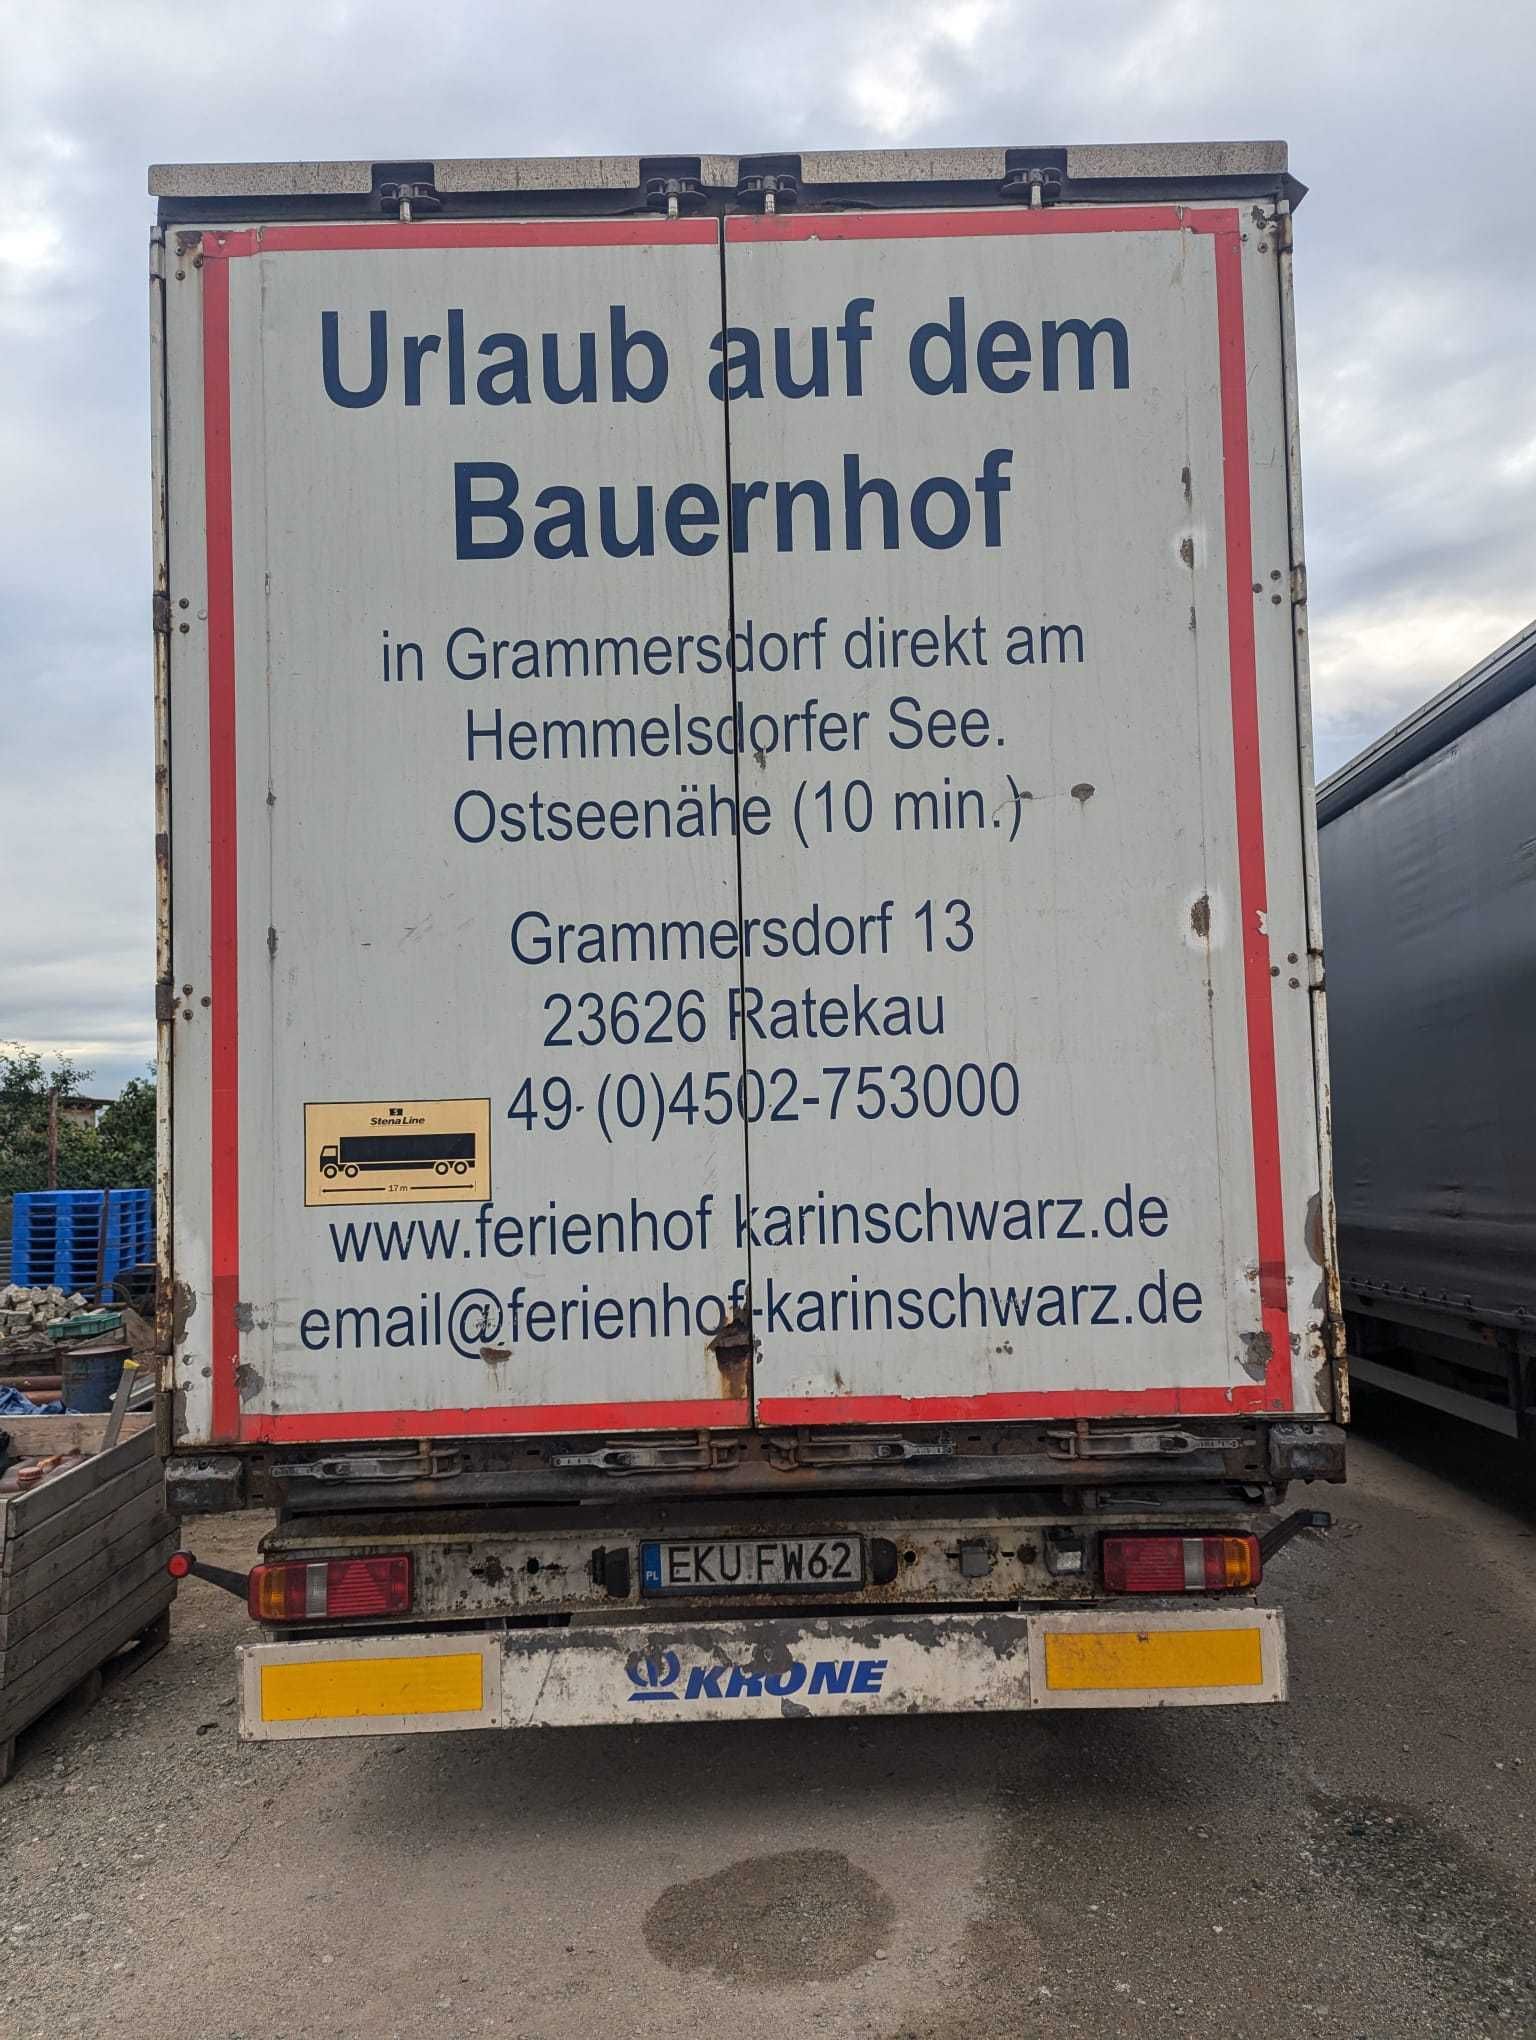 Urlaub auf dem
Bauernhof
in Grammersdorf direkt am
Hemmelsdorfer See.
Ostseenähe (10 min.)
Grammersdorf 13
23626 Ratekau
49- (0)4502-753000
Stena Line
17 m
www.ferienhof karinschwarz.de
email@ferienhof-karinschwarz.de
PL EKU FW62
KRONE